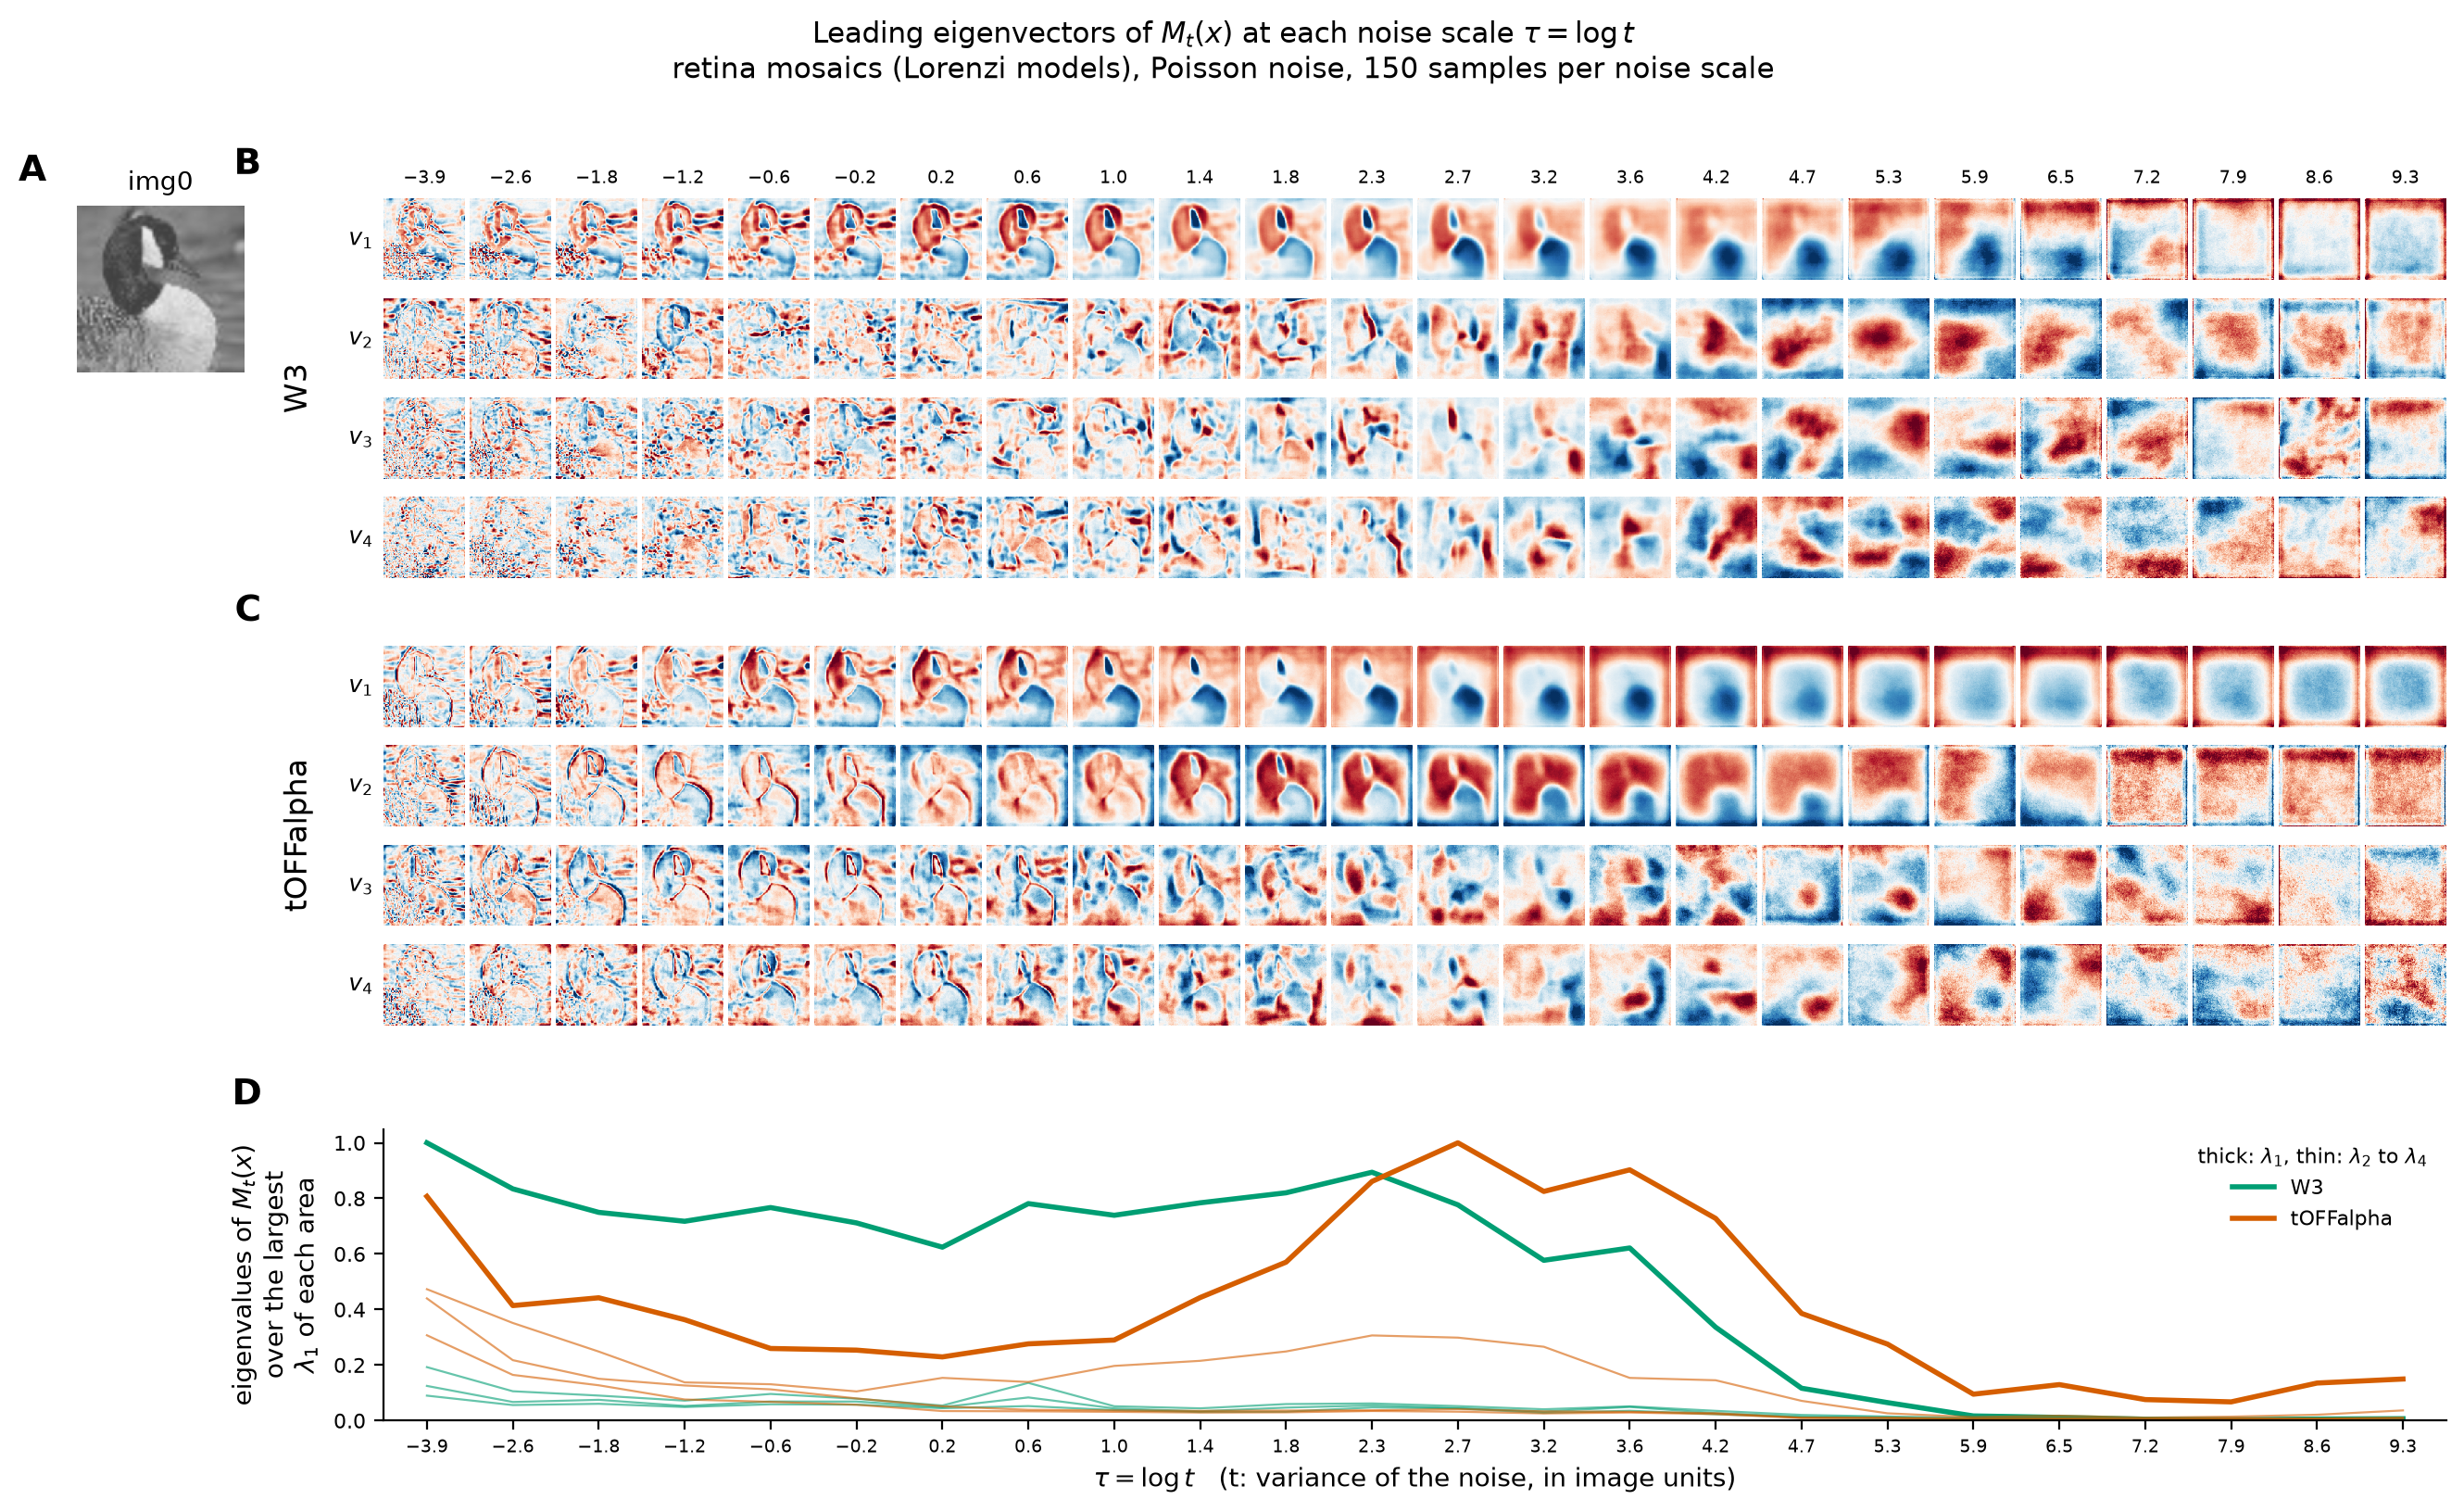 Leading eigenvectors of $M_t(x)$ at each noise scale $\tau = \log t$
retina mosaics (Lorenzi models), Poisson noise, 150 samples per noise scale
A
img0
B
−3.9 −2.6 −1.8 −1.2 −0.6 −0.2 0.2 0.6 1.0 1.4 1.8 2.3 2.7 3.2 3.6 4.2 4.7 5.3 5.9 6.5 7.2 7.9 8.6 9.3
W3
$v_1$
$v_2$
$v_3$
$v_4$
C
tOFFalpha
$v_1$
$v_2$
$v_3$
$v_4$
D
eigenvalues of $M_t(x)$
over the largest
$\lambda_1$ of each area
1.0
0.8
0.6
0.4
0.2
0.0
thick: $\lambda_1$, thin: $\lambda_2$ to $\lambda_4$
W3
tOFFalpha
−3.9 −2.6 −1.8 −1.2 −0.6 −0.2 0.2 0.6 1.0 1.4 1.8 2.3 2.7 3.2 3.6 4.2 4.7 5.3 5.9 6.5 7.2 7.9 8.6 9.3
$\tau = \log t$ (t: variance of the noise, in image units)